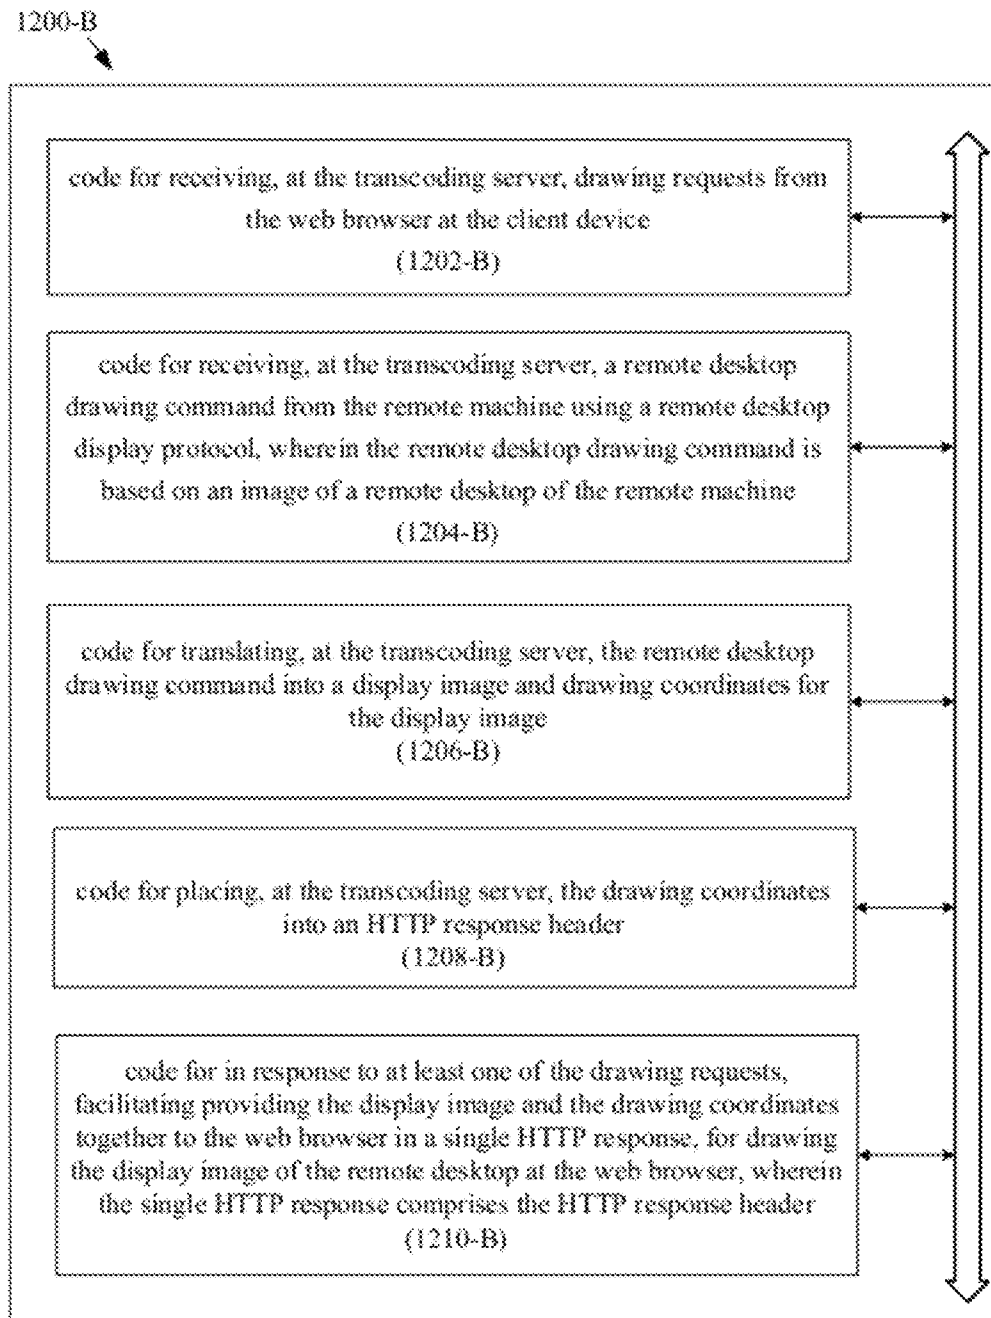 1200-B
code for receiving, at the transcoding server, drawing requests from
the web browser at the client device
(1202-B)
code for receiving, at the transcoding server, a remote desktop
drawing command from the remote machine using a remote desktop
display protocol, wherein the remote desktop drawing command is
based on an image of a remote desktop of the remote machine
(1204-B)
code for translating, at the transcoding server, the remote desktop
drawing command into a display image and drawing coordinates for
the display image
(1206-B)
code for placing, at the transcoding server, the drawing coordinates
into an HTTP response header
(1208-B)
code for in response to at least one of the drawing requests,
facilitating providing the display image and the drawing coordinates
together to the web browser in a single HTTP response, for drawing
the display image of the remote desktop at the web browser, wherein
the single HTTP response comprises the HTTP response header
(1210-B)